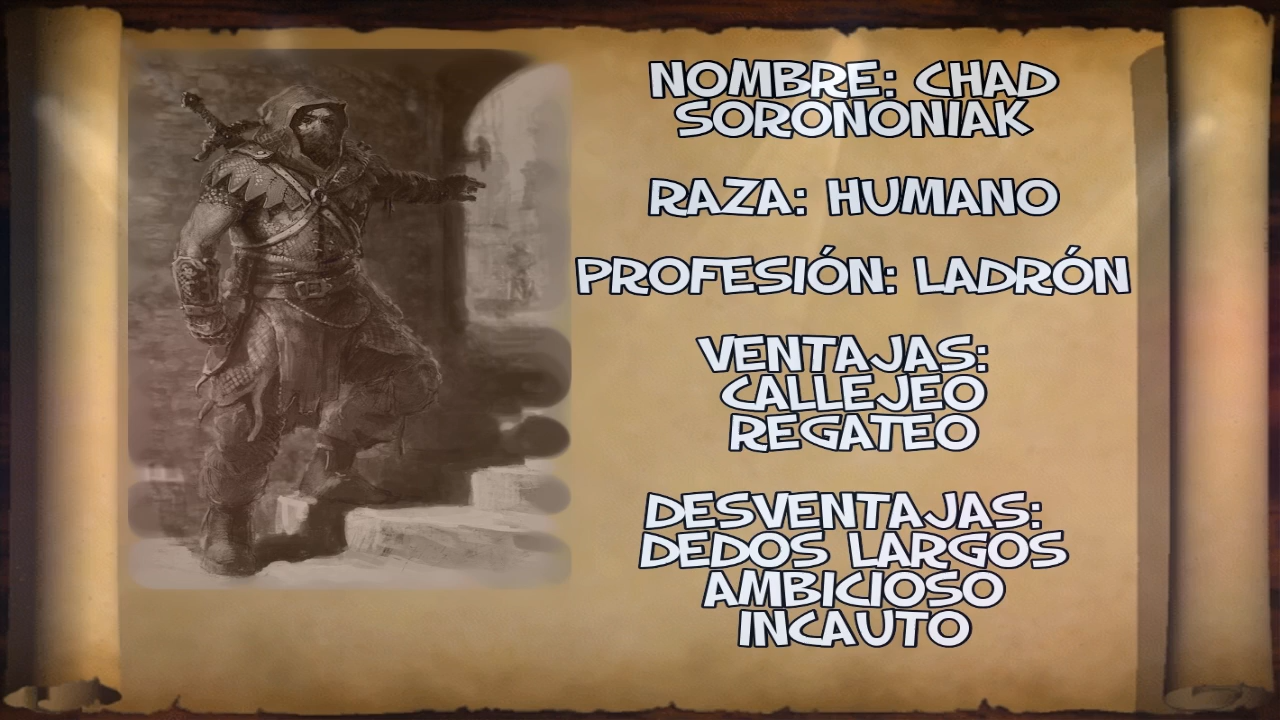 NOMBRE: CHAD
SORONONIAK
RAZA: HUMANO
PROFESIÓN: LADRÓN
VENTAJAS:
CALLEJEO
REGATEO
DESVENTAJAS:
DEDOS LARGOS
AMBICIOSO
INCAUTO